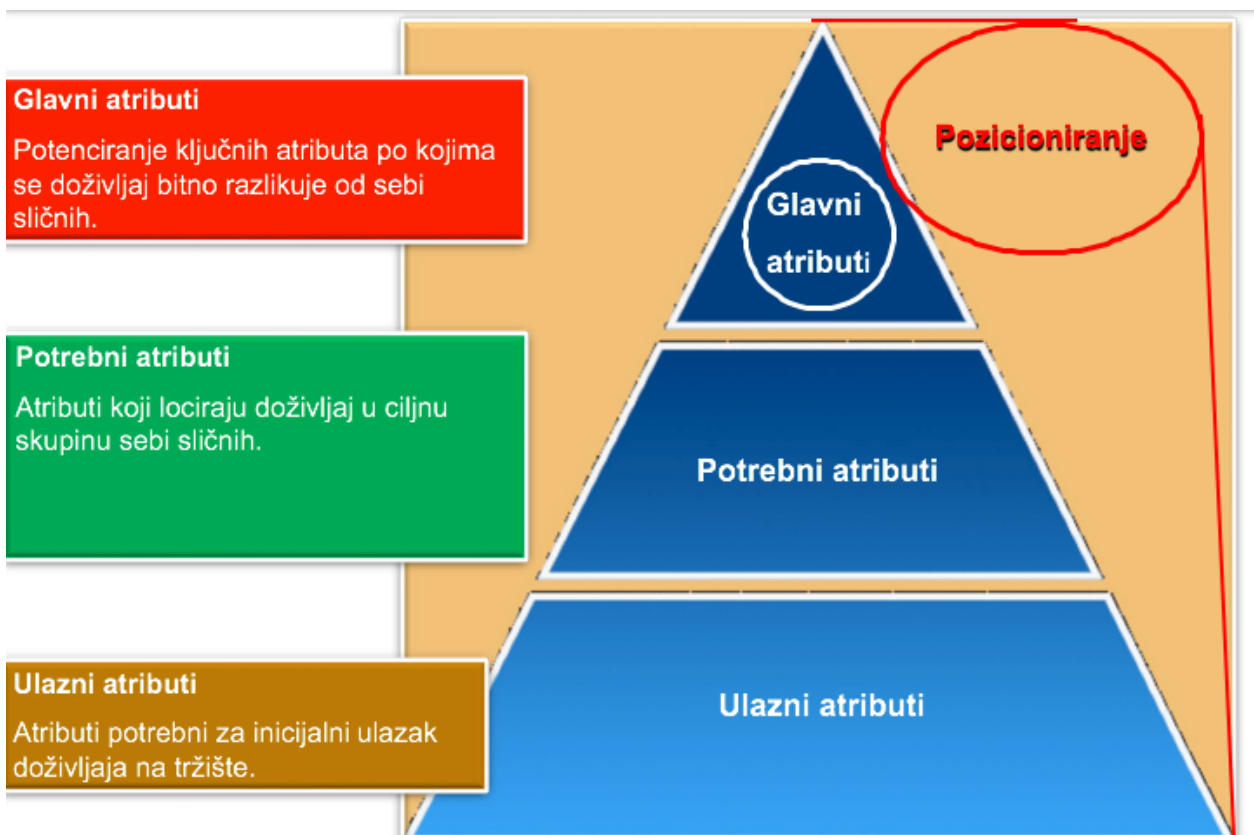 Glavni atributi
Potenciranje ključnih atributa po kojima
se doživljaj bitno razlikuje od sebi
sličnih.
Pozicioniranje
Glavni
atributi
Potrebni atributi
Atributi koji lociraju doživljaj u ciljnu
skupinu sebi sličnih.
Potrebni atributi
Ulazni atributi
Atributi potrebni za inicijalni ulazak
doživljaja na tržište.
Ulazni atributi